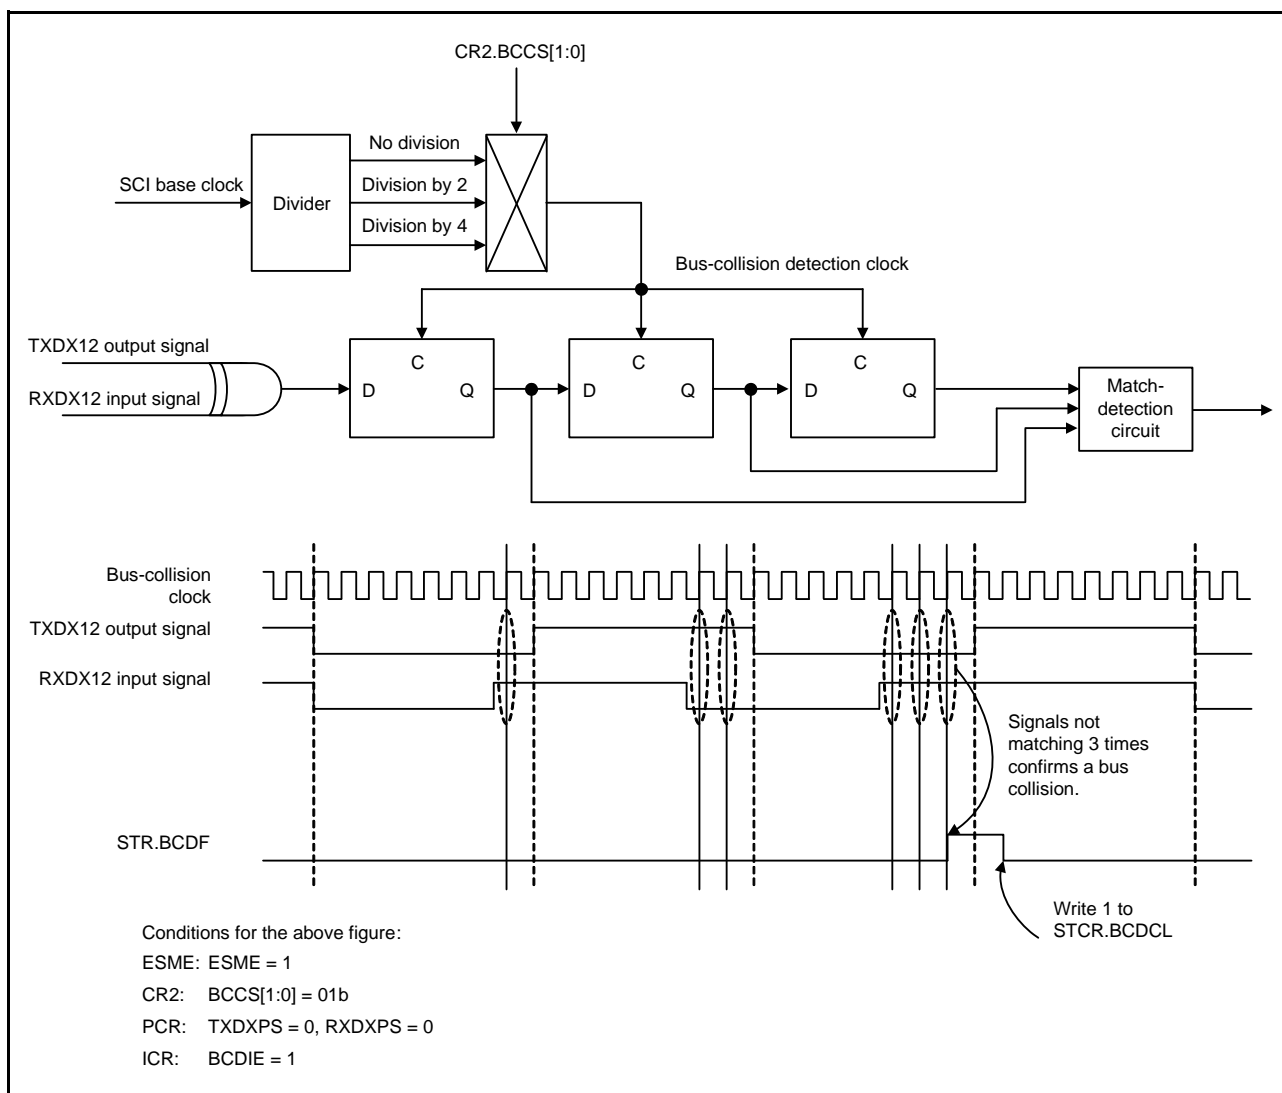 CR2.BCCS[1:0]
No division
SCI base clock
Division by 2
Divider
Division by 4
Bus-collision detection clock
TXDX12 output signal
RXDX12 input signal
C
D
Q
C
D
Q
C
D
Q
Match-
detection
circuit
Bus-collision
clock
TXDX12 output signal
RXDX12 input signal
Signals not
matching 3 times
confirms a bus
collision.
STR.BCDF
Write 1 to
STCR.BCDCL
Conditions for the above figure:
ESME: ESME = 1
CR2: BCCS[1:0] = 01b
PCR: TXDXPS = 0, RXDXPS = 0
ICR: BCDIE = 1